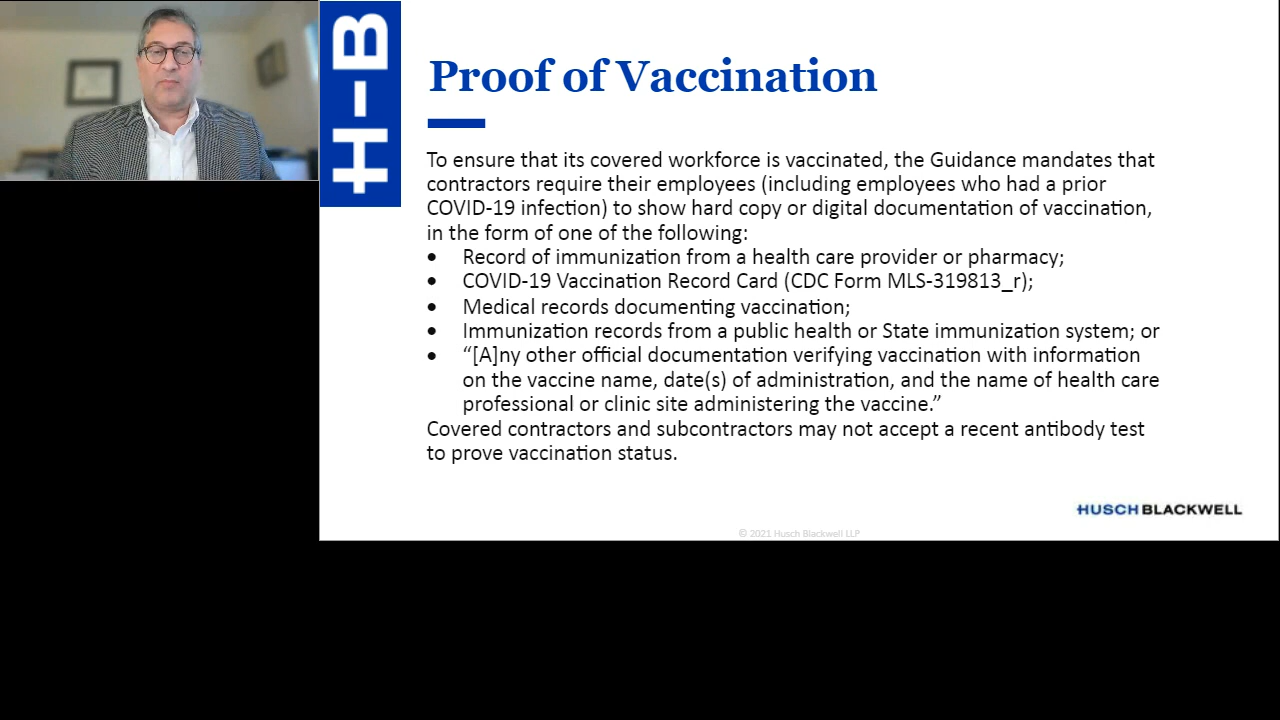 H-B
Proof of Vaccination
To ensure that its covered workforce is vaccinated, the Guidance mandates that
contractors require their employees (including employees who had a prior
COVID-19 infection) to show hard copy or digital documentation of vaccination,
in the form of one of the following:
• Record of immunization from a health care provider or pharmacy;
• COVID-19 Vaccination Record Card (CDC Form MLS-319813_r);
• Medical records documenting vaccination;
• Immunization records from a public health or State immunization system; or
• “[A]ny other official documentation verifying vaccination with information
on the vaccine name, date(s) of administration, and the name of health care
professional or clinic site administering the vaccine.”
Covered contractors and subcontractors may not accept a recent antibody test
to prove vaccination status.
HUSCH BLACKWELL
© 2021 Husch Blackwell LLP